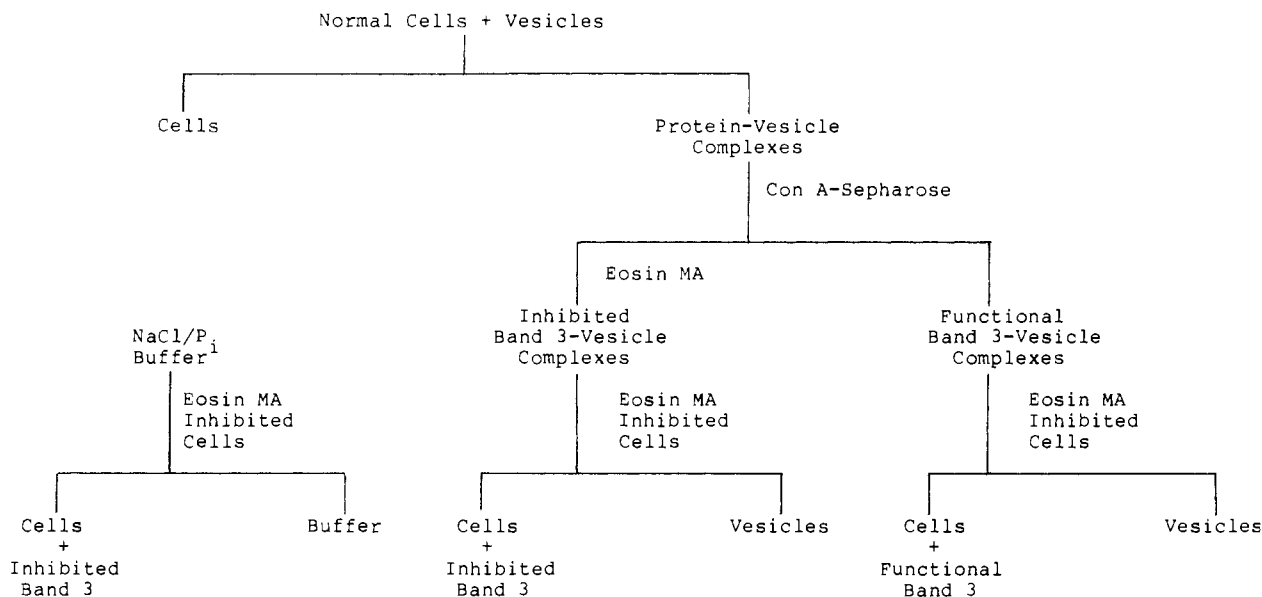 Normal Cells + Vesicles
Cells
Protein-Vesicle
Complexes
Con A-Sepharose
Eosin MA
NaCl/Pi
Buffer
Inhibited
Band 3-Vesicle
Complexes
Functional
Band 3-Vesicle
Complexes
Eosin MA
Inhibited
Cells
Eosin MA
Inhibited
Cells
Eosin MA
Inhibited
Cells
Cells
+
Inhibited
Band 3
Buffer
Cells
+
Inhibited
Band 3
Vesicles
Cells
+
Functional
Band 3
Vesicles